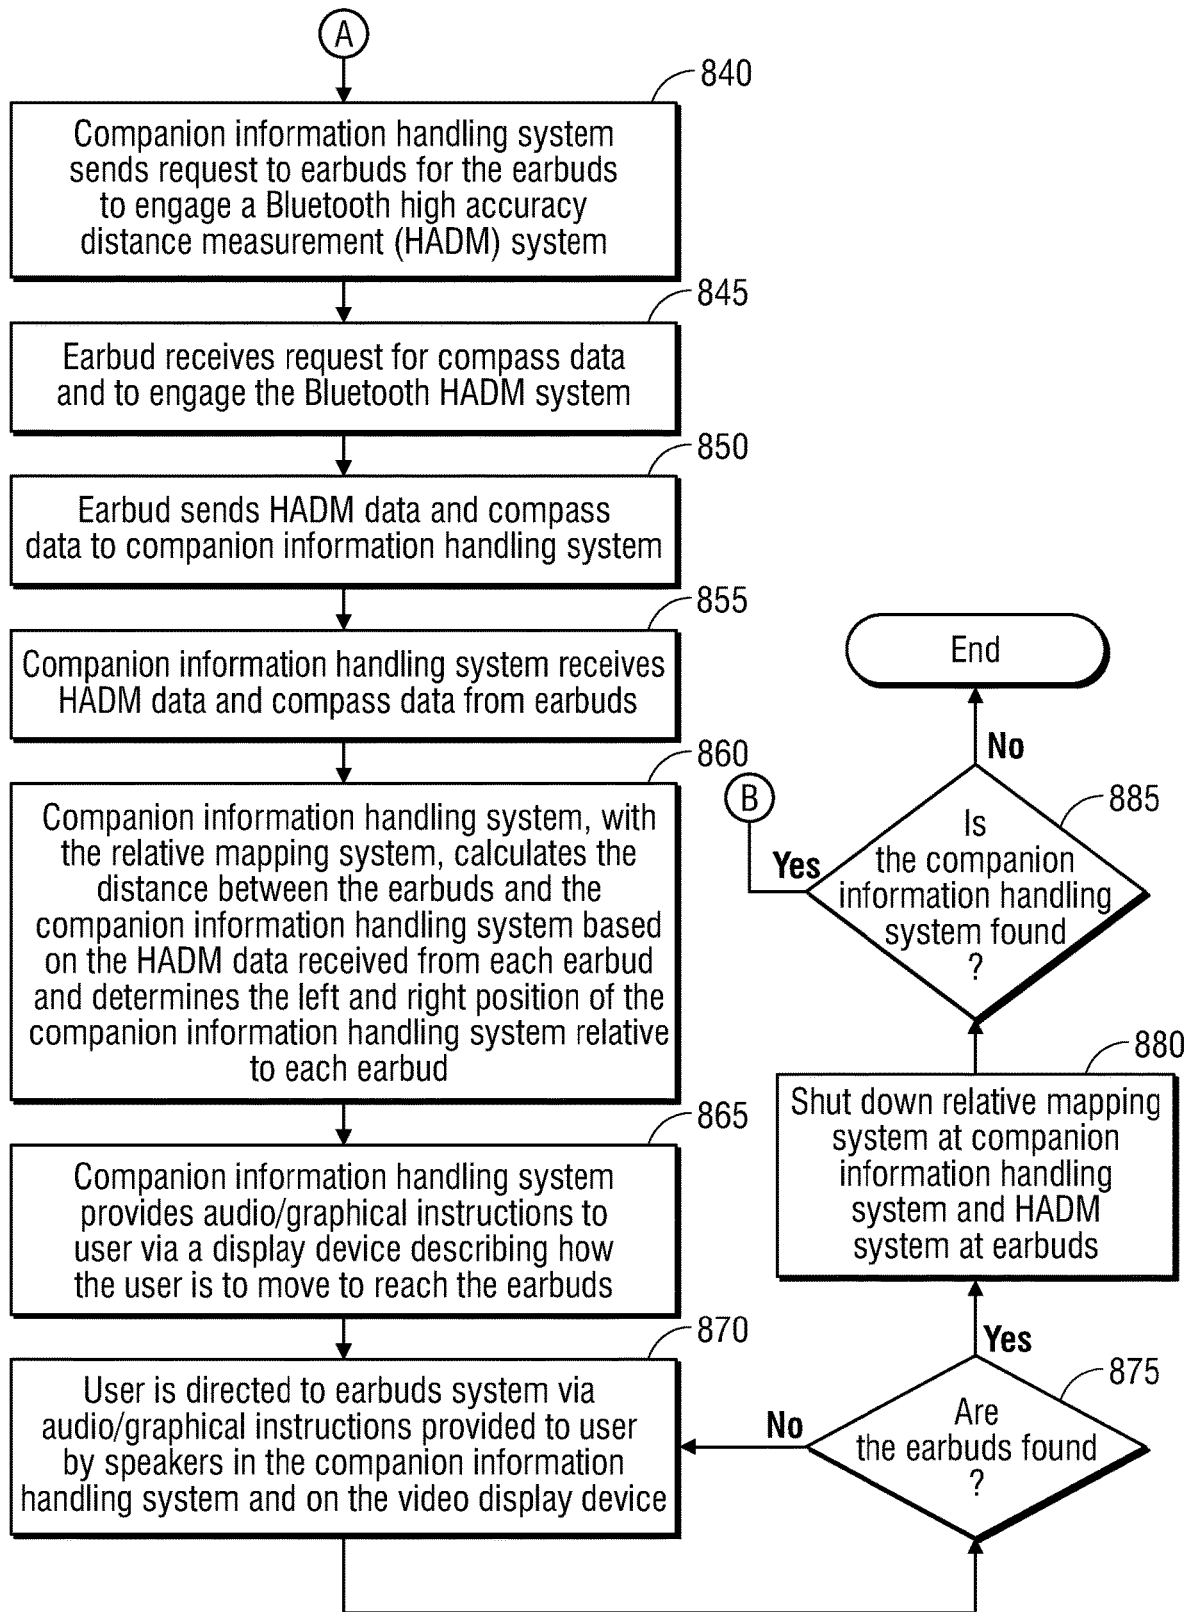 A
840
Companion information handling system
sends request to earbuds for the earbuds
to engage a Bluetooth high accuracy
distance measurement (HADM) system
845
Earbud receives request for compass data
and to engage the Bluetooth HADM system
850
Earbud sends HADM data and compass
data to companion information handling system
855
Companion information handling system receives
HADM data and compass data from earbuds
860
Companion information handling system, with
the relative mapping system, calculates the
distance between the earbuds and the
companion information handling system based
on the HADM data received from each earbud
and determines the left and right position of the
companion information handling system relative
to each earbud
865
Companion information handling system
provides audio/graphical instructions to
user via a display device describing how
the user is to move to reach the earbuds
870
User is directed to earbuds system via
audio/graphical instructions provided to user
by speakers in the companion information
handling system and on the video display device
875
Are
the earbuds found
?
No
Yes
880
Shut down relative mapping
system at companion
information handling
system and HADM
system at earbuds
885
Is
the companion
information handling
system found
?
Yes
B
No
End